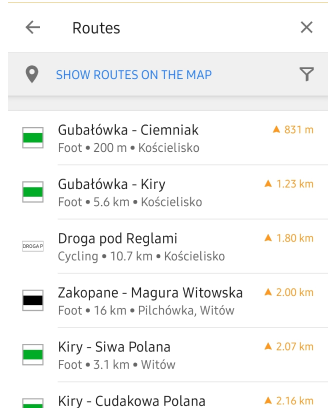 Routes
SHOW ROUTES ON THE MAP
Gubałówka - Ciemniak
831 m
Foot • 200 m • Kościelisko
Gubałówka - Kiry
1.23 km
Foot • 5.6 km • Kościelisko
DROGA P
Droga pod Reglami
1.80 km
Cycling • 10.7 km • Kościelisko
Zakopane - Magura Witowska
2.00 km
Foot • 16 km • Pilchówka, Witów
Kiry - Siwa Polana
2.07 km
Foot • 3.1 km • Witów
Kiry - Cudakowa Polana
2.16 km